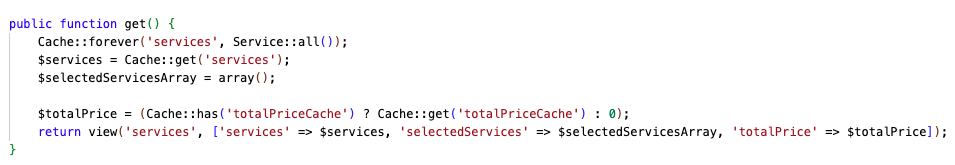 public function get() {
    Cache::forever('services', Service::all());
    $services = Cache::get('services');
    $selectedServicesArray = array();

    $totalPrice = (Cache::has('totalPriceCache') ? Cache::get('totalPriceCache') : 0);
    return view('services', ['services' => $services, 'selectedServices' => $selectedServicesArray, 'totalPrice' => $totalPrice]);
}